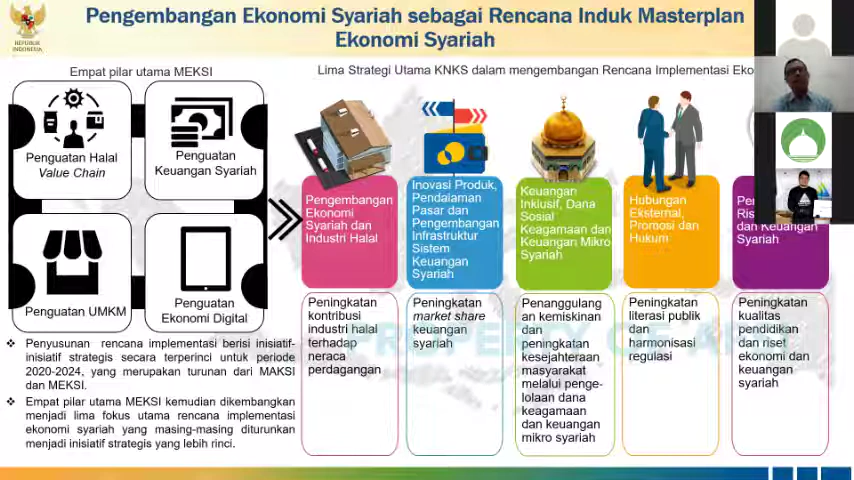 REPUBLIK
INDONESIA
Pengembangan Ekonomi Syariah sebagai Rencana Induk Masterplan
Ekonomi Syariah
Empat pilar utama MEKSI
Penguatan Halal
Value Chain
Penguatan
Keuangan Syariah
Penguatan UMKM
Penguatan
Ekonomi Digital
Penyusunan rencana implementasi berisi inisiatif-
inisiatif strategis secara terperinci untuk periode
2020-2024, yang merupakan turunan dari MAKSI
dan MEKSI.
Empat pilar utama MEKSI kemudian dikembangkan
menjadi lima fokus utama rencana implementasi
ekonomi syariah yang masing-masing diturunkan
menjadi inisiatif strategis yang lebih rinci.
Lima Strategi Utama KNKS dalam mengembangan Rencana Implementasi Eko
Pengembangan
Ekonomi
Syariah dan
Industri Halal
Peningkatan
kontribusi
industri halal
terhadap
neraca
perdagangan
Inovasi Produk,
Pendalaman
Pasar dan
Pengembangan
Infrastruktur
Sistem
Keuangan
Syariah
Peningkatan
market share
keuangan
syariah
Keuangan
Inklusif, Dana
Sosial
Keagamaan dan
Keuangan Mikro
Syariah
Penanggulang
an kemiskinan
dan
peningkatan
kesejahteraan
masyarakat
melalui penge-
lolaan dana
keagamaan
dan keuangan
mikro syariah
Hubungan
Eksternal,
Promosi dan
Hukum
Peningkatan
literasi publik
dan
harmonisasi
regulasi
Pe
Ris
dan Keuangan
Syariah
Peningkatan
kualitas
pendidikan
dan riset
ekonomi dan
keuangan
syariah
PROPERTY OF